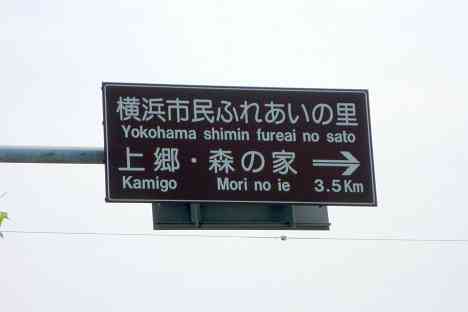 横浜市民ふれあいの里
Yokohama shimin fureai no sato
上郷・森の家 →
Kamigo Mori no ie 3.5Km